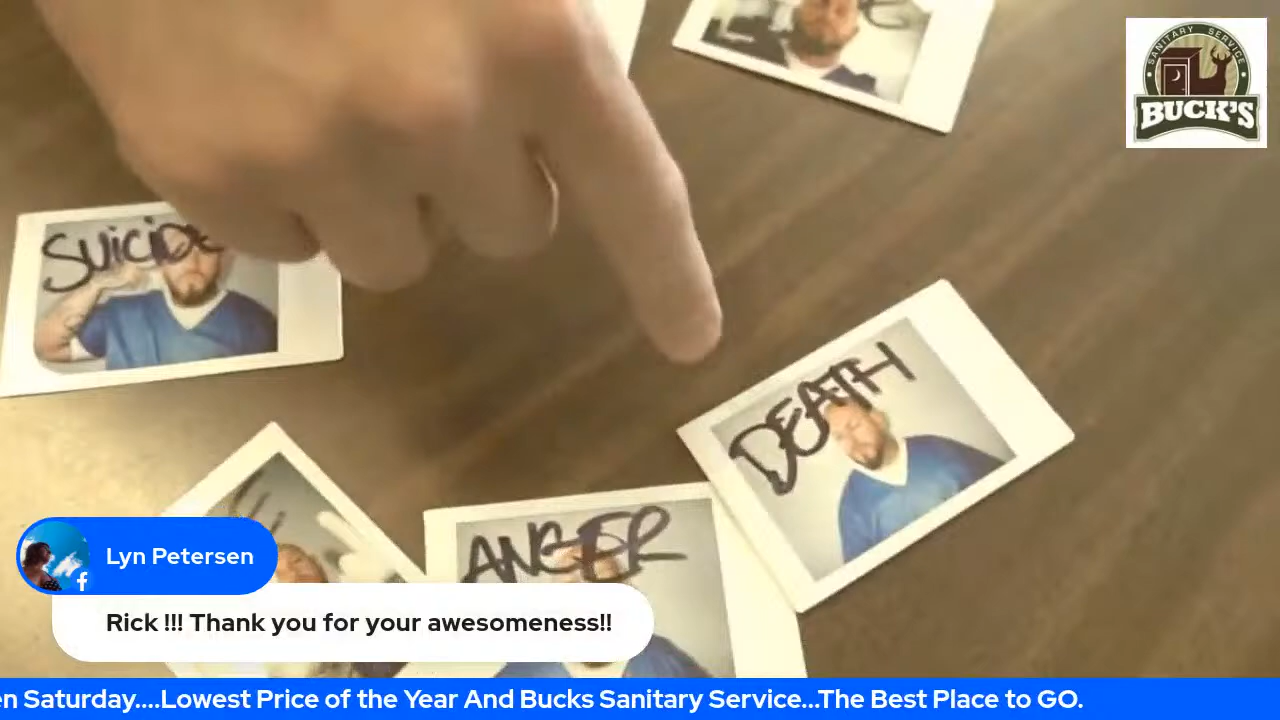 SANITARY SERVICE
BUCK'S
SUICIDE
DEATH
ANGER
Lyn Petersen
Rick !!! Thank you for your awesomeness!!
en Saturday....Lowest Price of the Year And Bucks Sanitary Service...The Best Place to GO.